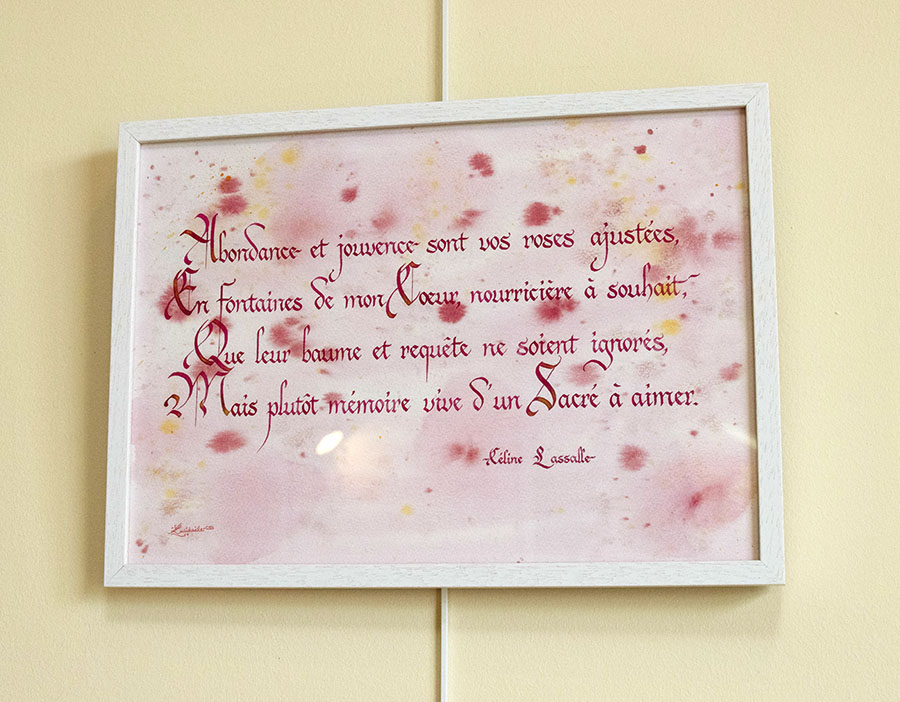 Abondance et jouvence sont vos roses ajustées,
En fontaines de mon Cœur, nourricière à souhait,
Que leur baume et requête ne soient ignorés,
Mais plutôt mémoire vive d'un Sacré à aimer.
-Céline Lassalle-